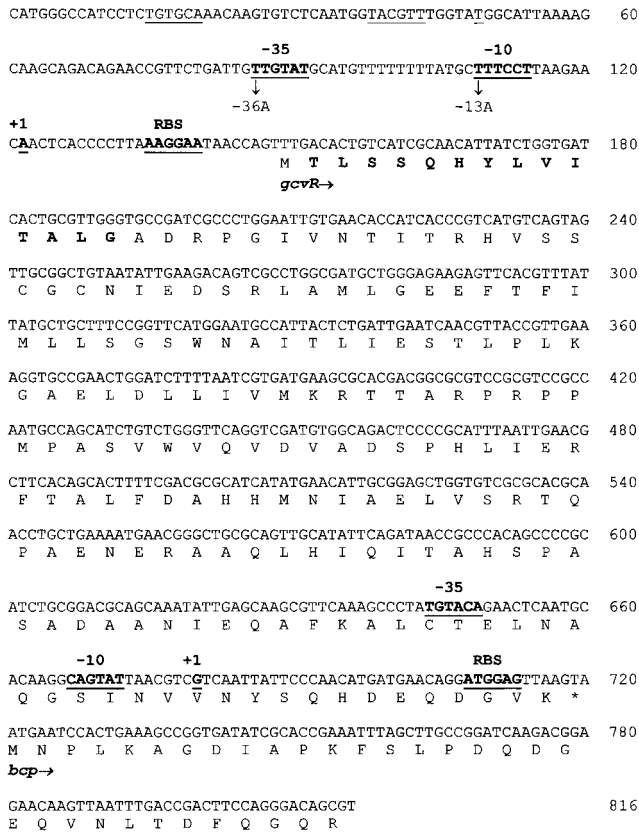 CATGGGCCATCCTCTGTGCAAACAAGTGTCTCAATGGTACGTTTGGTATGGCATTAAAAG 60
-35 -10
CAAGCAGACAGAACCGTTCTGATTGTTGTATGCATGTTTTTTTTATGCTTTCCTTAAGAA 120
↓ ↓
-36A -13A
+1 RBS
CAACTCACCCCTTAAAGGAATAACCAGTTTGACACTGTCATCGCAACATTATCTGGTGAT 180
M T L S S Q H Y L V I
gcvR→
CACTGCGTTGGGTGCCGATCGCCCTGGAATTGTGAACACCATCACCCGTCATGTCAGTAG 240
T A L G A D R P G I V N T I T R H V S S
TTGCGGCTGTAATATTGAAGACAGTCGCCTGGCGATGCTGGGAGAAGAGTTCACGTTTAT 300
C G C N I E D S R L A M L G E E F T F I
TATGCTGCTTTCCGGTTCATGGAATGCCATTACTCTGATTGAATCAACGTTACCGTTGAA 360
M L L S G S W N A I T L I E S T L P L K
AGGTGCCGAACTGGATCTTTTAATCGTGATGAAGCGCACGACGGCGCGTCCGCGTCCGCC 420
G A E L D L L I V M K R T T A R P R P P
AATGCCAGCATCTGTCTGGGTTCAGGTCGATGTGGCAGACTCCCCGCATTTAATTGAACG 480
M P A S V W V Q V D V A D S P H L I E R
CTTCACAGCACTTTTCGACGCGCATCATATGAACATTGCGGAGCTGGTGTCGCGCACGCA 540
F T A L F D A H H M N I A E L V S R T Q
ACCTGCTGAAAATGAACGGGCTGCGCAGTTGCATATTCAGATAACCGCCCACAGCCCCGC 600
P A E N E R A A Q L H I Q I T A H S P A
-35
ATCTGCGGACGCAGCAAATATTGAGCAAGCGTTCAAAGCCCTATGTACAGAACTCAATGC 660
S A D A A N I E Q A F K A L C T E L N A
-10 +1 RBS
ACAAGGCAGTATTAACGTCGTCAATTATTCCCAACATGATGAACAGGATGGAGTTAAGTA 720
Q G S I N V V N Y S Q H D E Q D G V K *
ATGAATCCACTGAAAGCCGGTGATATCGCACCGAAATTTAGCTTGCCGGATCAAGACGGA 780
M N P L K A G D I A P K F S L P D Q D G
bcp→
GAACAAGTTAATTTGACCGACTTCCAGGGACAGCGT 816
E Q V N L T D F Q G Q R